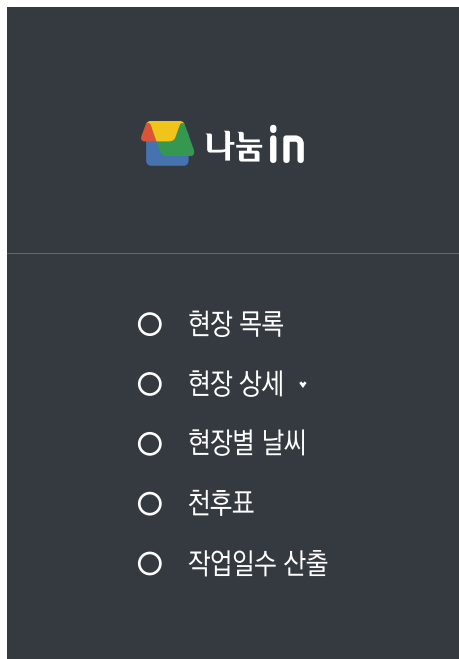 나눔in
현장 목록
현장 상세
현장별 날씨
천후표
작업일수 산출